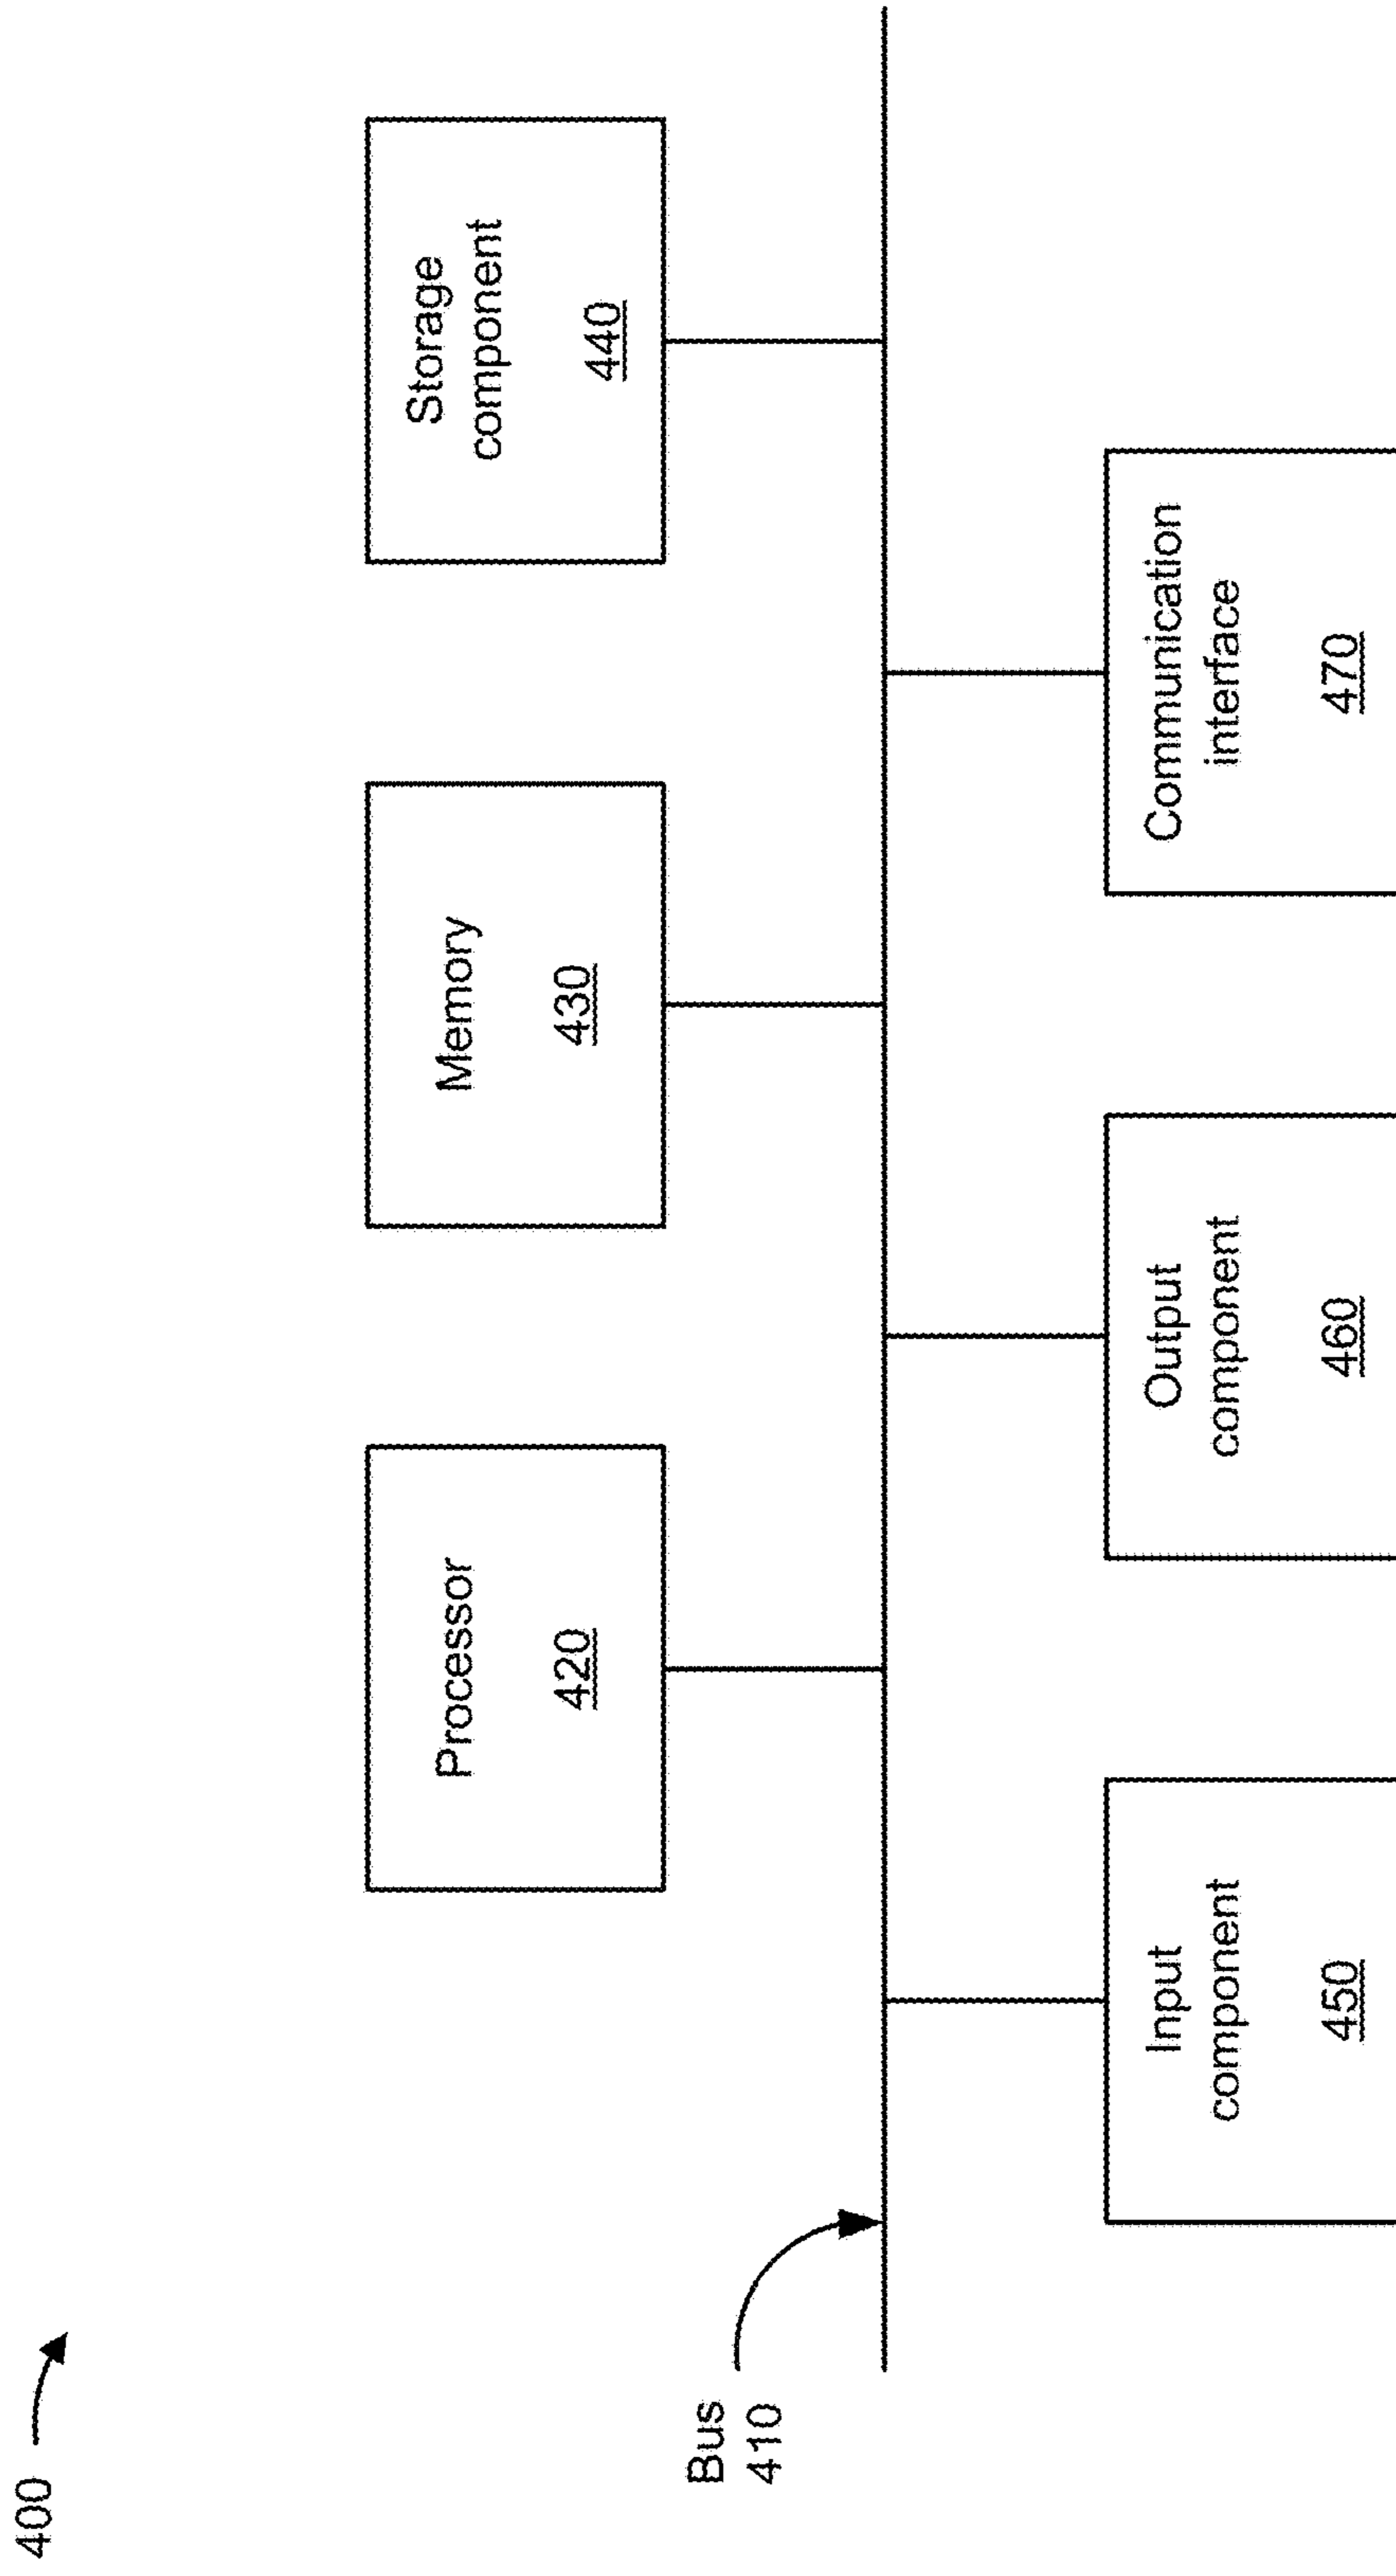 400
Processor
420
Memory
430
Storage
component
440
Bus
410
Input
component
450
Output
component
460
Communication
interface
470